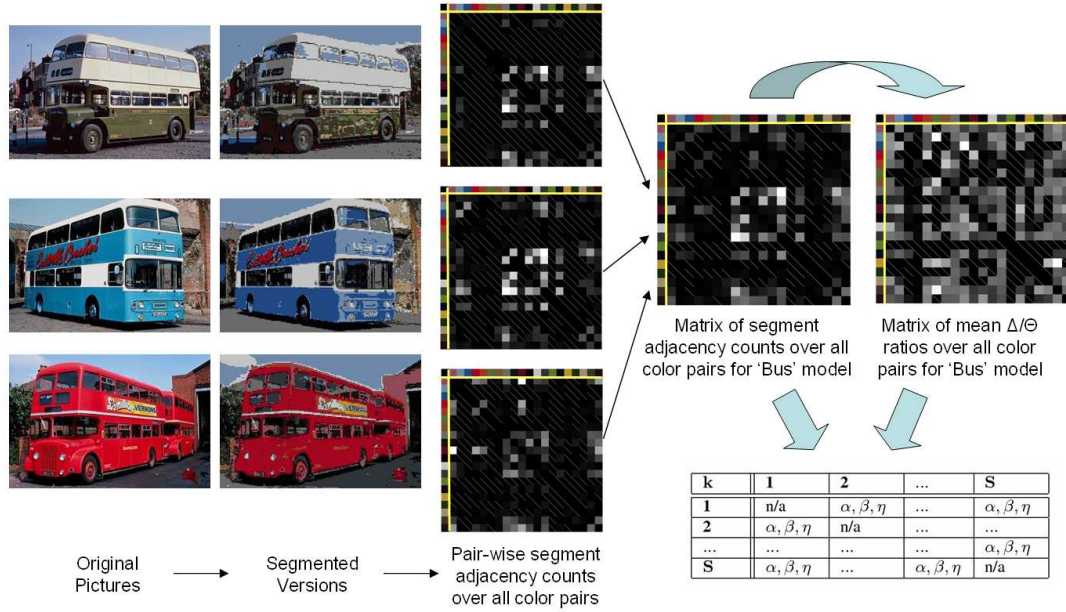 Matrix of segment
adjacency counts over all
color pairs for ‘Bus’ model
Matrix of mean Δ/Θ
ratios over all color
pairs for ‘Bus’ model
k 1 2 ... S
1 n/a α, β, η ... α, β, η
2 α, β, η n/a ... ...
... ... ... ... α, β, η
S α, β, η ... α, β, η n/a
Original
Pictures
Segmented
Versions
Pair-wise segment
adjacency counts
over all color pairs